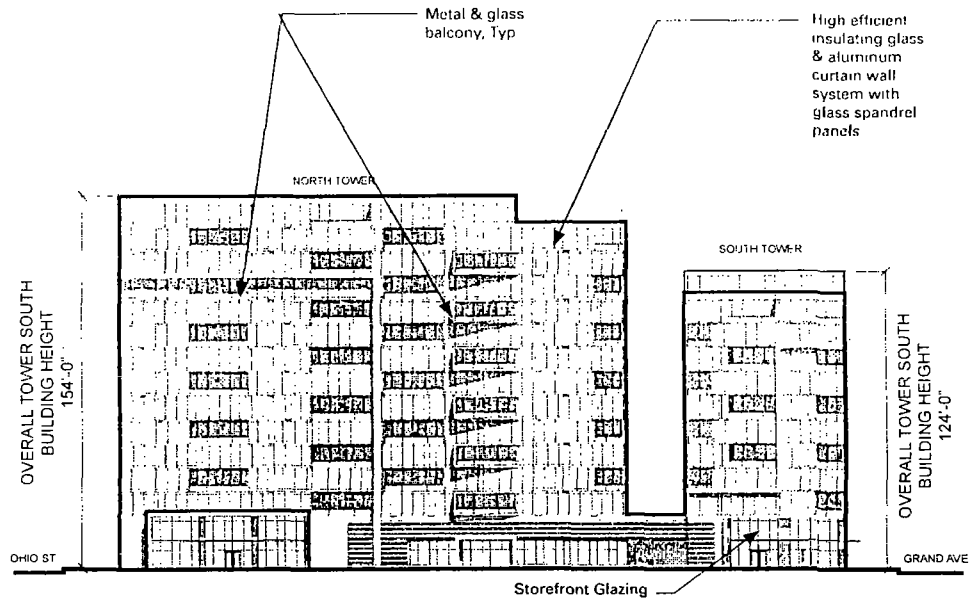 Metal & glass
balcony, Typ
High efficient
insulating glass
& aluminum
curtain wall
system with
glass spandrel
panels
NORTH TOWER
SOUTH TOWER
OVERALL TOWER SOUTH
BUILDING HEIGHT
154'-0"
OVERALL TOWER SOUTH
BUILDING HEIGHT
124'-0"
OHIO ST
GRAND AVE
Storefront Glazing